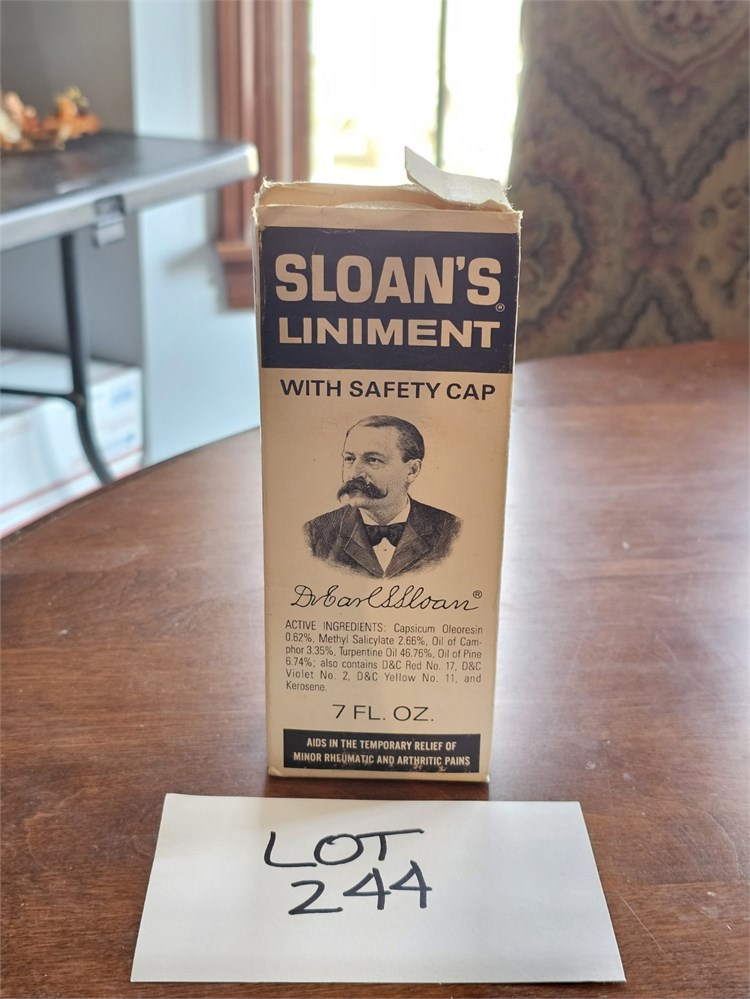 SLOAN'S®
LINIMENT
WITH SAFETY CAP
Dr Earl S Sloan®
ACTIVE INGREDIENTS: Capsicum Oleoresin
0.62%, Methyl Salicylate 2.66%, Oil of Cam-
phor 3.35%, Turpentine Oil 46.76%, Oil of Pine
6.74%; also contains D&C Red No. 17, D&C
Violet No. 2, D&C Yellow No. 11, and
Kerosene.
7 FL. OZ.
AIDS IN THE TEMPORARY RELIEF OF
MINOR RHEUMATIC AND ARTHRITIC PAINS
LOT
244